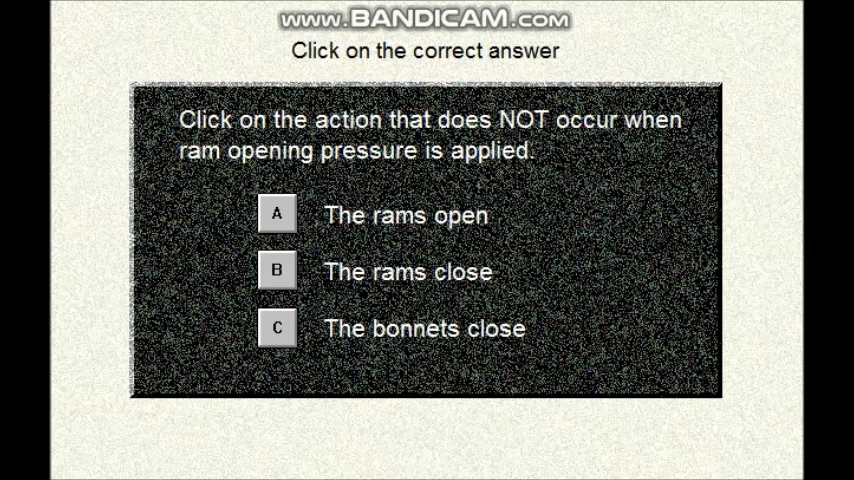 www.BANDICAM.com
Click on the correct answer
Click on the action that does NOT occur when
ram opening pressure is applied.
A The rams open
B The rams close
C The bonnets close